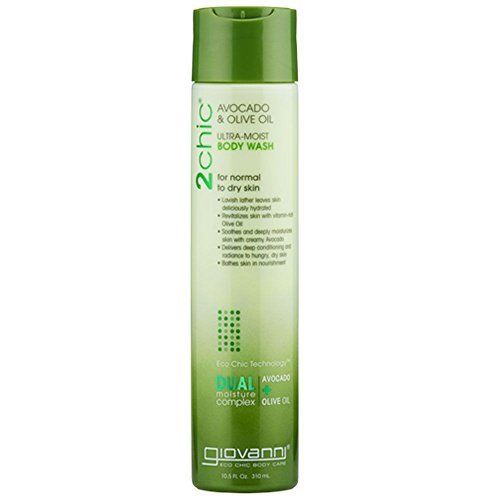 2chic®
AVOCADO
& OLIVE OIL
ULTRA-MOIST
BODY WASH
for normal
to dry skin
• Lavish lather leaves skin
deliciously hydrated
• Revitalizes skin with vitamin-rich
Olive Oil
• Soothes and deeply moisturizes
skin with creamy Avocado
• Delivers deep conditioning and
radiance to hungry, dry skin
• Bathes skin in nourishment
Eco Chic Technology™
DUAL
moisture
complex
AVOCADO
+
OLIVE OIL
giovanni®
ECO CHIC BODY CARE
10.5 fl. oz. 310 mL